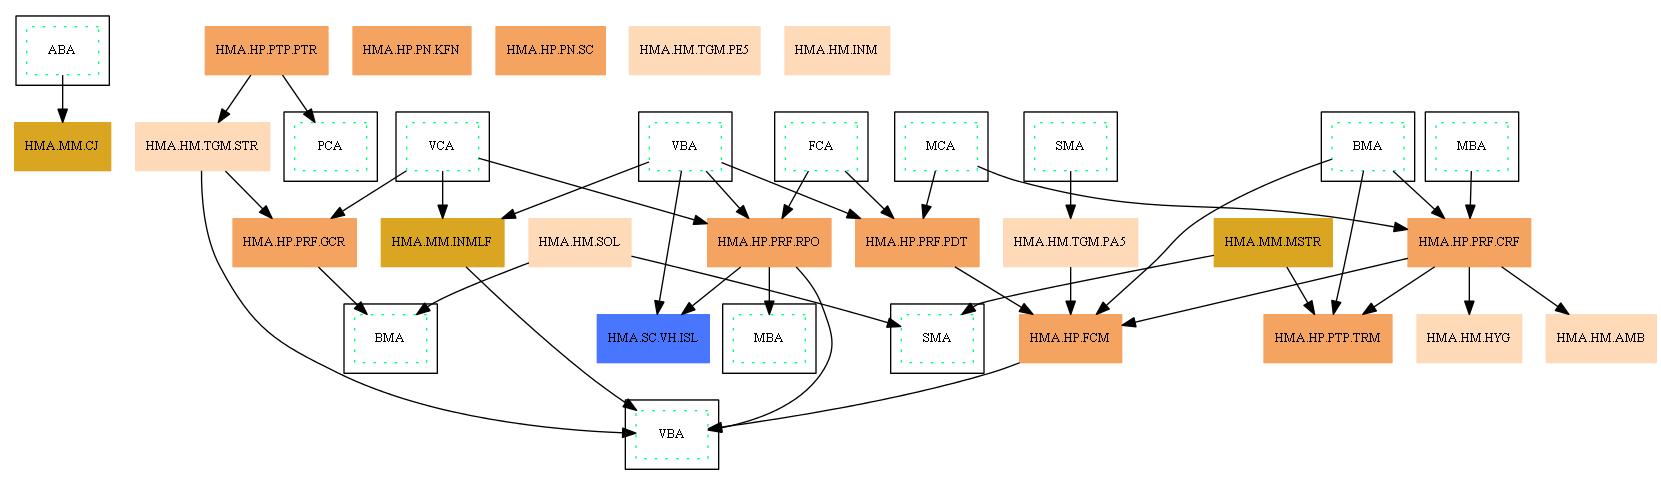 ABA
HMA.HP.PTP.PTR
HMA.HP.PN.KFN
HMA.HP.PN.SC
HMA.HM.TGM.PE5
HMA.HM.INM
HMA.MM.CJ
HMA.HM.TGM.STR
PCA
VCA
VBA
FCA
MCA
SMA
BMA
MBA
HMA.HP.PRF.GCR
HMA.MM.INMLF
HMA.HM.SOL
HMA.HP.PRF.RPO
HMA.HP.PRF.PDT
HMA.HM.TGM.PA5
HMA.MM.MSTR
HMA.HP.PRF.CRF
BMA
HMA.SC.VH.ISL
MBA
SMA
HMA.HP.FCM
HMA.HP.PTP.TRM
HMA.HM.HYG
HMA.HM.AMB
VBA